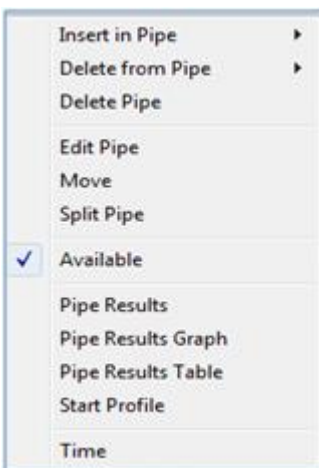 Insert in Pipe
Delete from Pipe
Delete Pipe
Edit Pipe
Move
Split Pipe
Available
Pipe Results
Pipe Results Graph
Pipe Results Table
Start Profile
Time